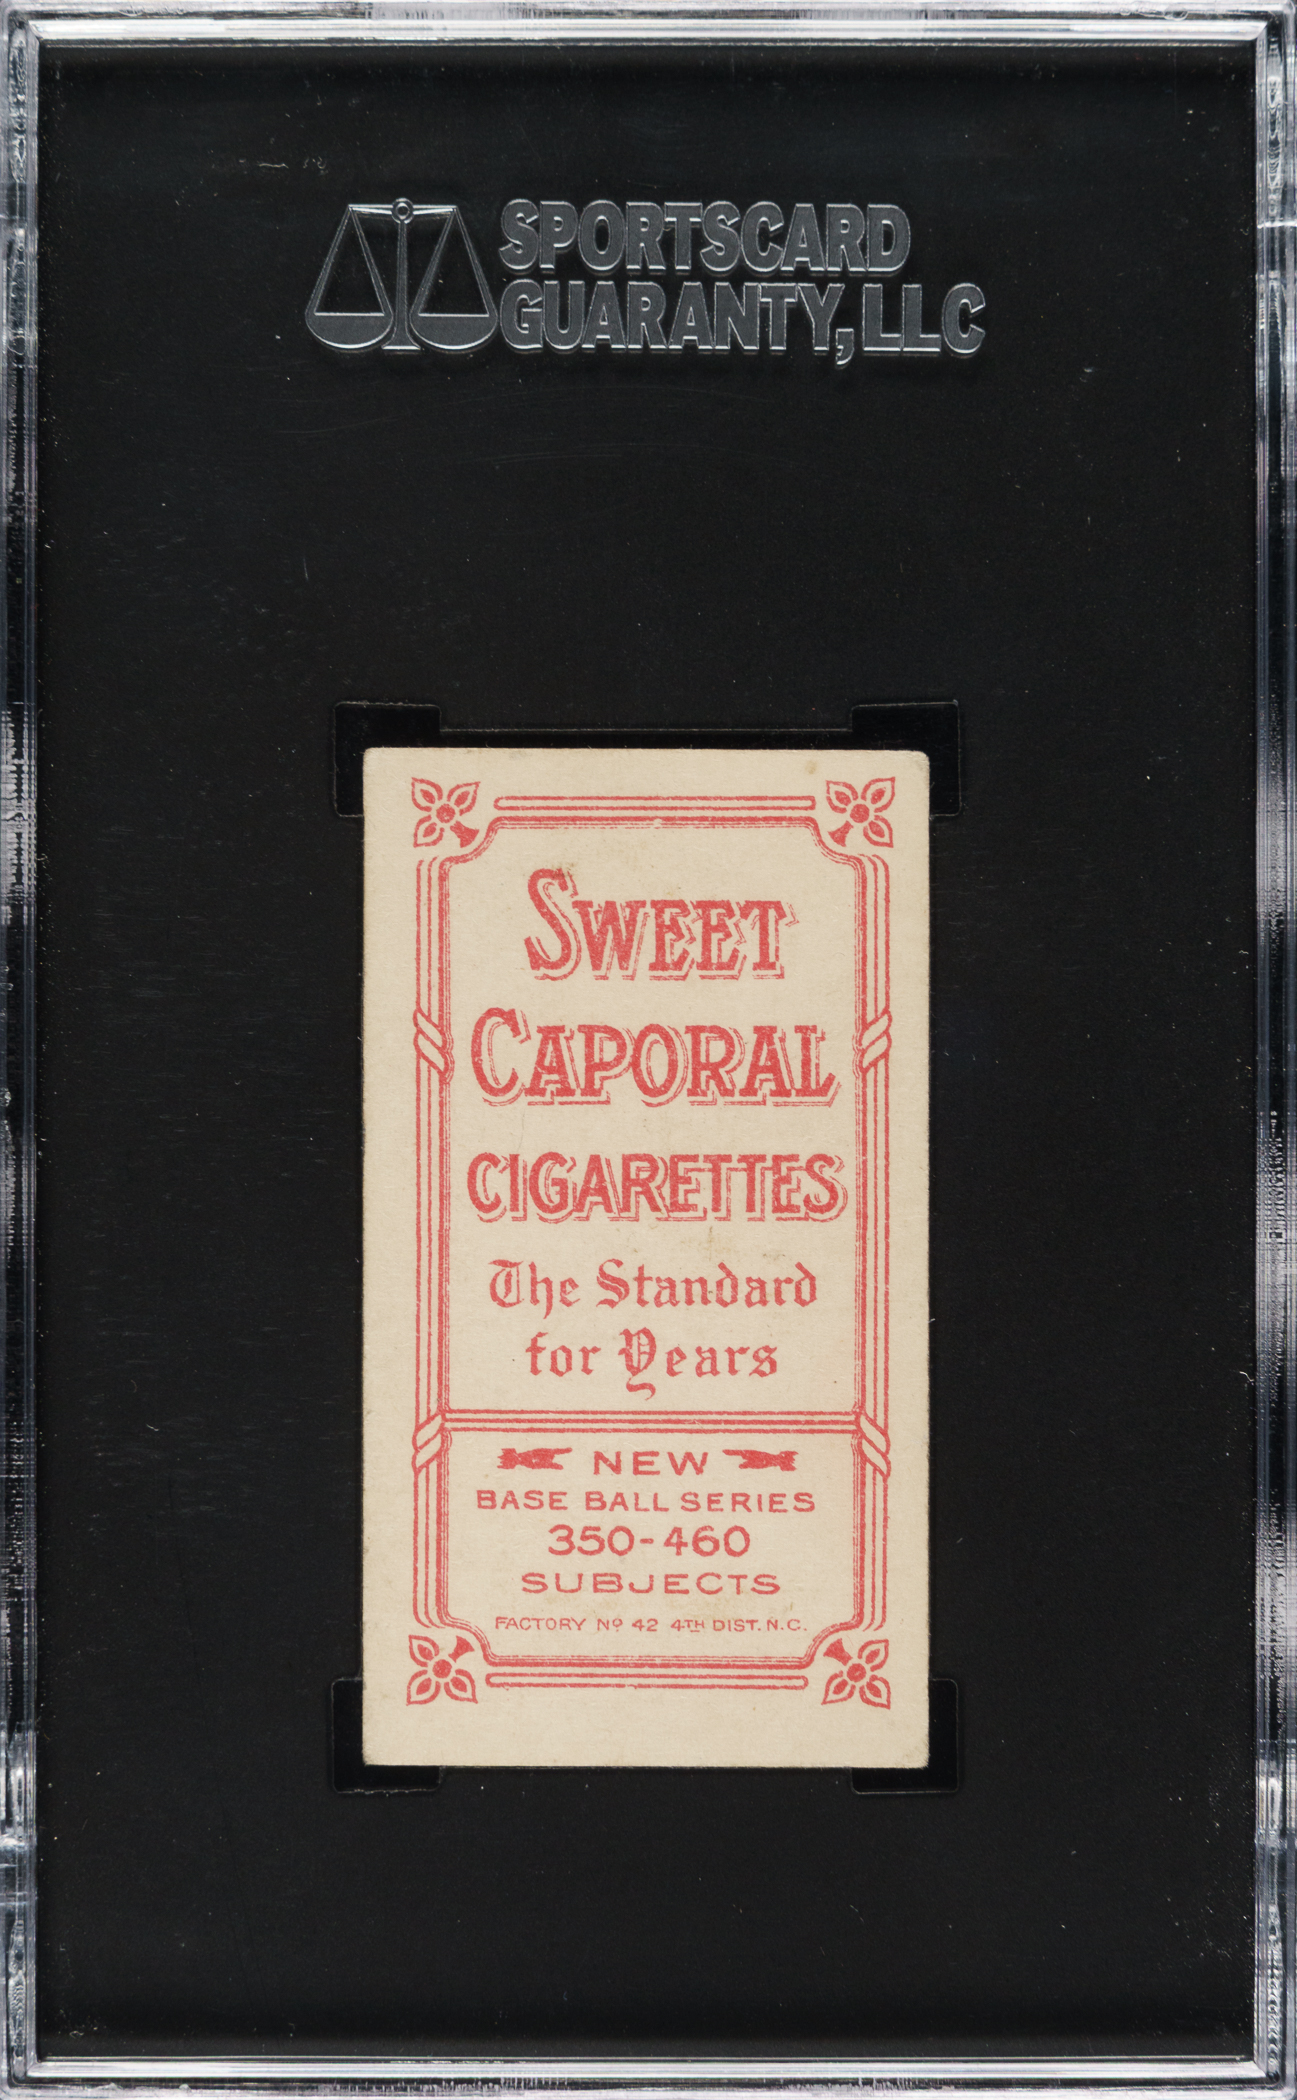 SPORTSCARD
GUARANTY, LLC
SWEET
CAPORAL
CIGARETTES
The Standard
for Years
NEW
BASE BALL SERIES
350-460
SUBJECTS
FACTORY Nº 42 4TH DIST. N.C.